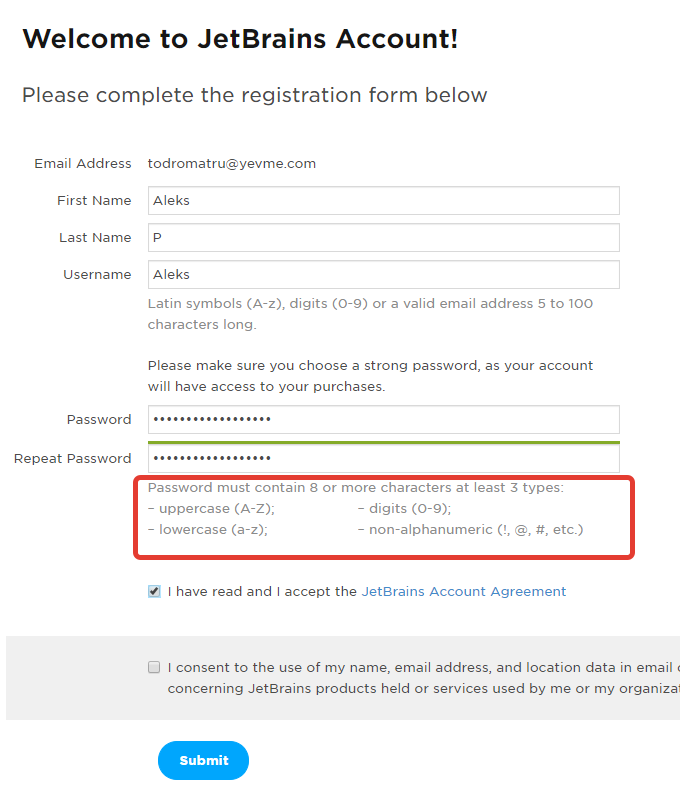 Welcome to JetBrains Account!
Please complete the registration form below
Email Address todromatru@yevme.com
First Name Aleks
Last Name P
Username Aleks
Latin symbols (A-z), digits (0-9) or a valid email address 5 to 100
characters long.
Please make sure you choose a strong password, as your account
will have access to your purchases.
Password ••••••••••••••••••
Repeat Password ••••••••••••••••••
Password must contain 8 or more characters at least 3 types:
– uppercase (A-Z); – digits (0-9);
– lowercase (a-z); – non-alphanumeric (!, @, #, etc.)
I have read and I accept the JetBrains Account Agreement
I consent to the use of my name, email address, and location data in email
concerning JetBrains products held or services used by me or my
Submit